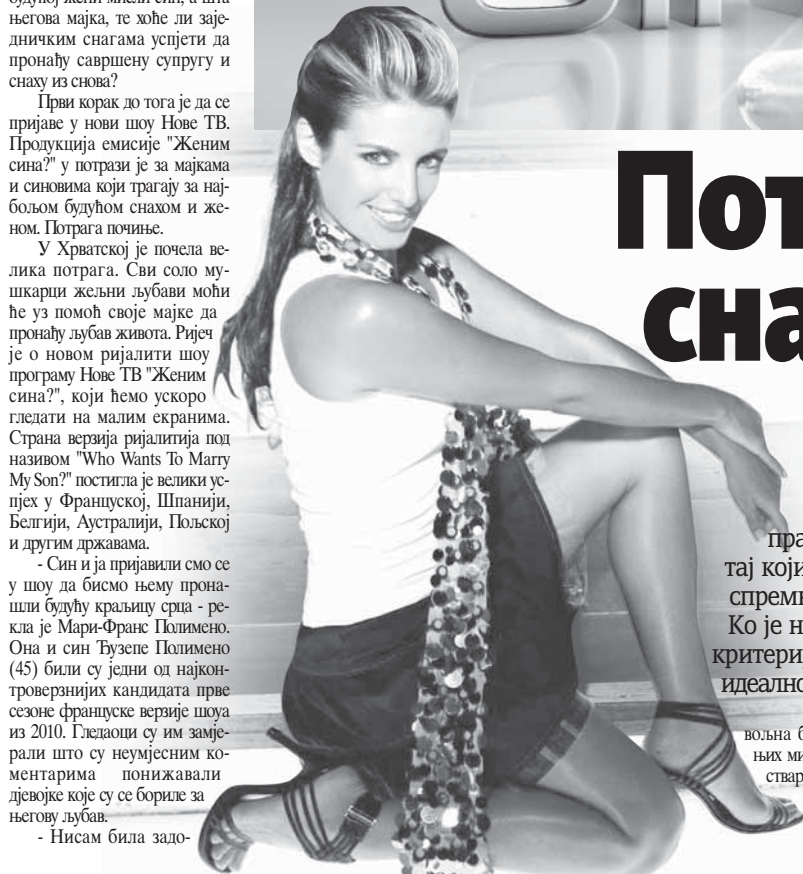 будућој жени мисли син, а шта
његова мајка, те хоће ли заје-
дничким снагама успјети да
пронађу савршену супругу и
снаху из снова?
Први корак до тога је да се
пријаве у нови шоу Нове ТВ.
Продукција емисије "Женим
сина?" у потрази је за мајкама
и синовима који трагају за нај-
бољом будућом снахом и же-
ном. Потрага почиње.
У Хрватској је почела ве-
лика потрага. Сви соло му-
шкарци жељни љубави моћи
ће уз помоћ своје мајке да
пронађу љубав живота. Ријеч
је о новом ријалити шоу
програму Нове ТВ "Женим
сина?", који ћемо ускоро
гледати на малим екранима.
Страна верзија ријалитија под
називом "Who Wants To Marry
My Son?" постигла је велики ус-
пјех у Француској, Шпанији,
Белгији, Аустралији, Пољској
и другим државама.
- Син и ја пријавили смо се
у шоу да бисмо њему прона-
шли будућу краљицу срца - ре-
кла је Мари-Франс Полимено.
Она и син Ђузепе Полимено
(45) били су једни од најкон-
троверзнијих кандидата прве
сезоне француске верзије шоуа
из 2010. Гледаоци су им замје-
рали што су неумјесним ко-
ментарима понижавали
дјевојке које су се бориле за
његову љубав.
- Нисам била задо-
Пот
сна
пра
тај који
спремн
Ко је н
критериј
идеално
вољна б
њих ми
ствар